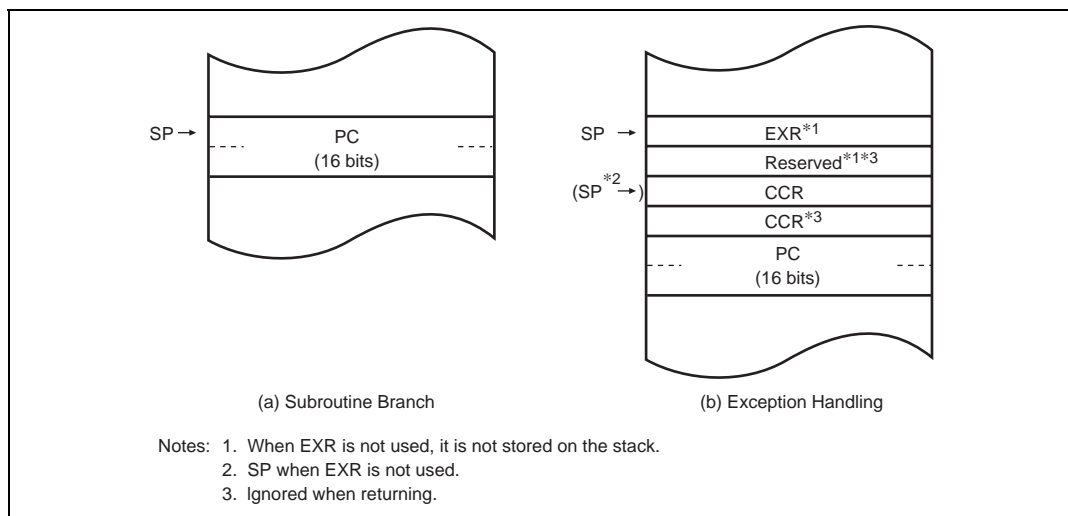 SP→
PC
(16 bits)
(a) Subroutine Branch
SP →
EXR*1
Reserved*1*3
(SP*2→)
CCR
CCR*3
PC
(16 bits)
(b) Exception Handling
Notes: 1. When EXR is not used, it is not stored on the stack.
2. SP when EXR is not used.
3. Ignored when returning.